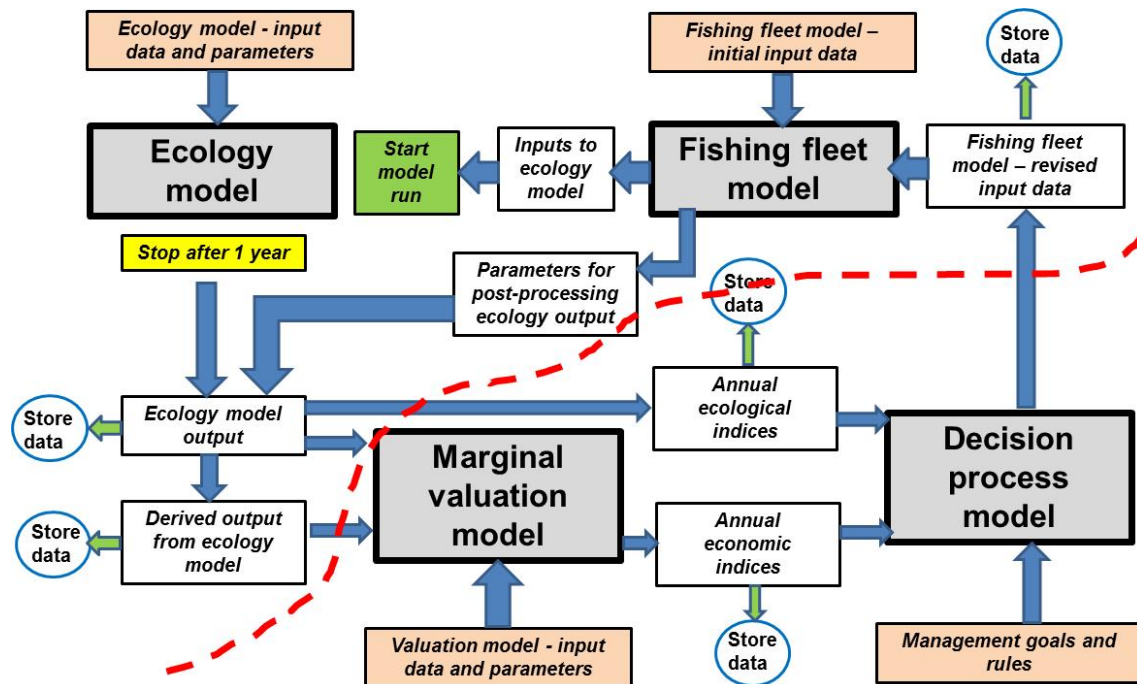 Ecology model - input
data and parameters
Fishing fleet model –
initial input data
Store
data
Ecology
model
Start
model
run
Inputs to
ecology
model
Fishing fleet
model
Fishing fleet
model – revised
input data
Stop after 1 year
Parameters for
post-processing
ecology output
Store
data
Store
data
Ecology model
output
Annual
ecological
indices
Marginal
valuation
model
Decision
process
model
Store
data
Derived output
from ecology
model
Annual
economic
indices
Valuation model - input
data and parameters
Store
data
Management goals and
rules